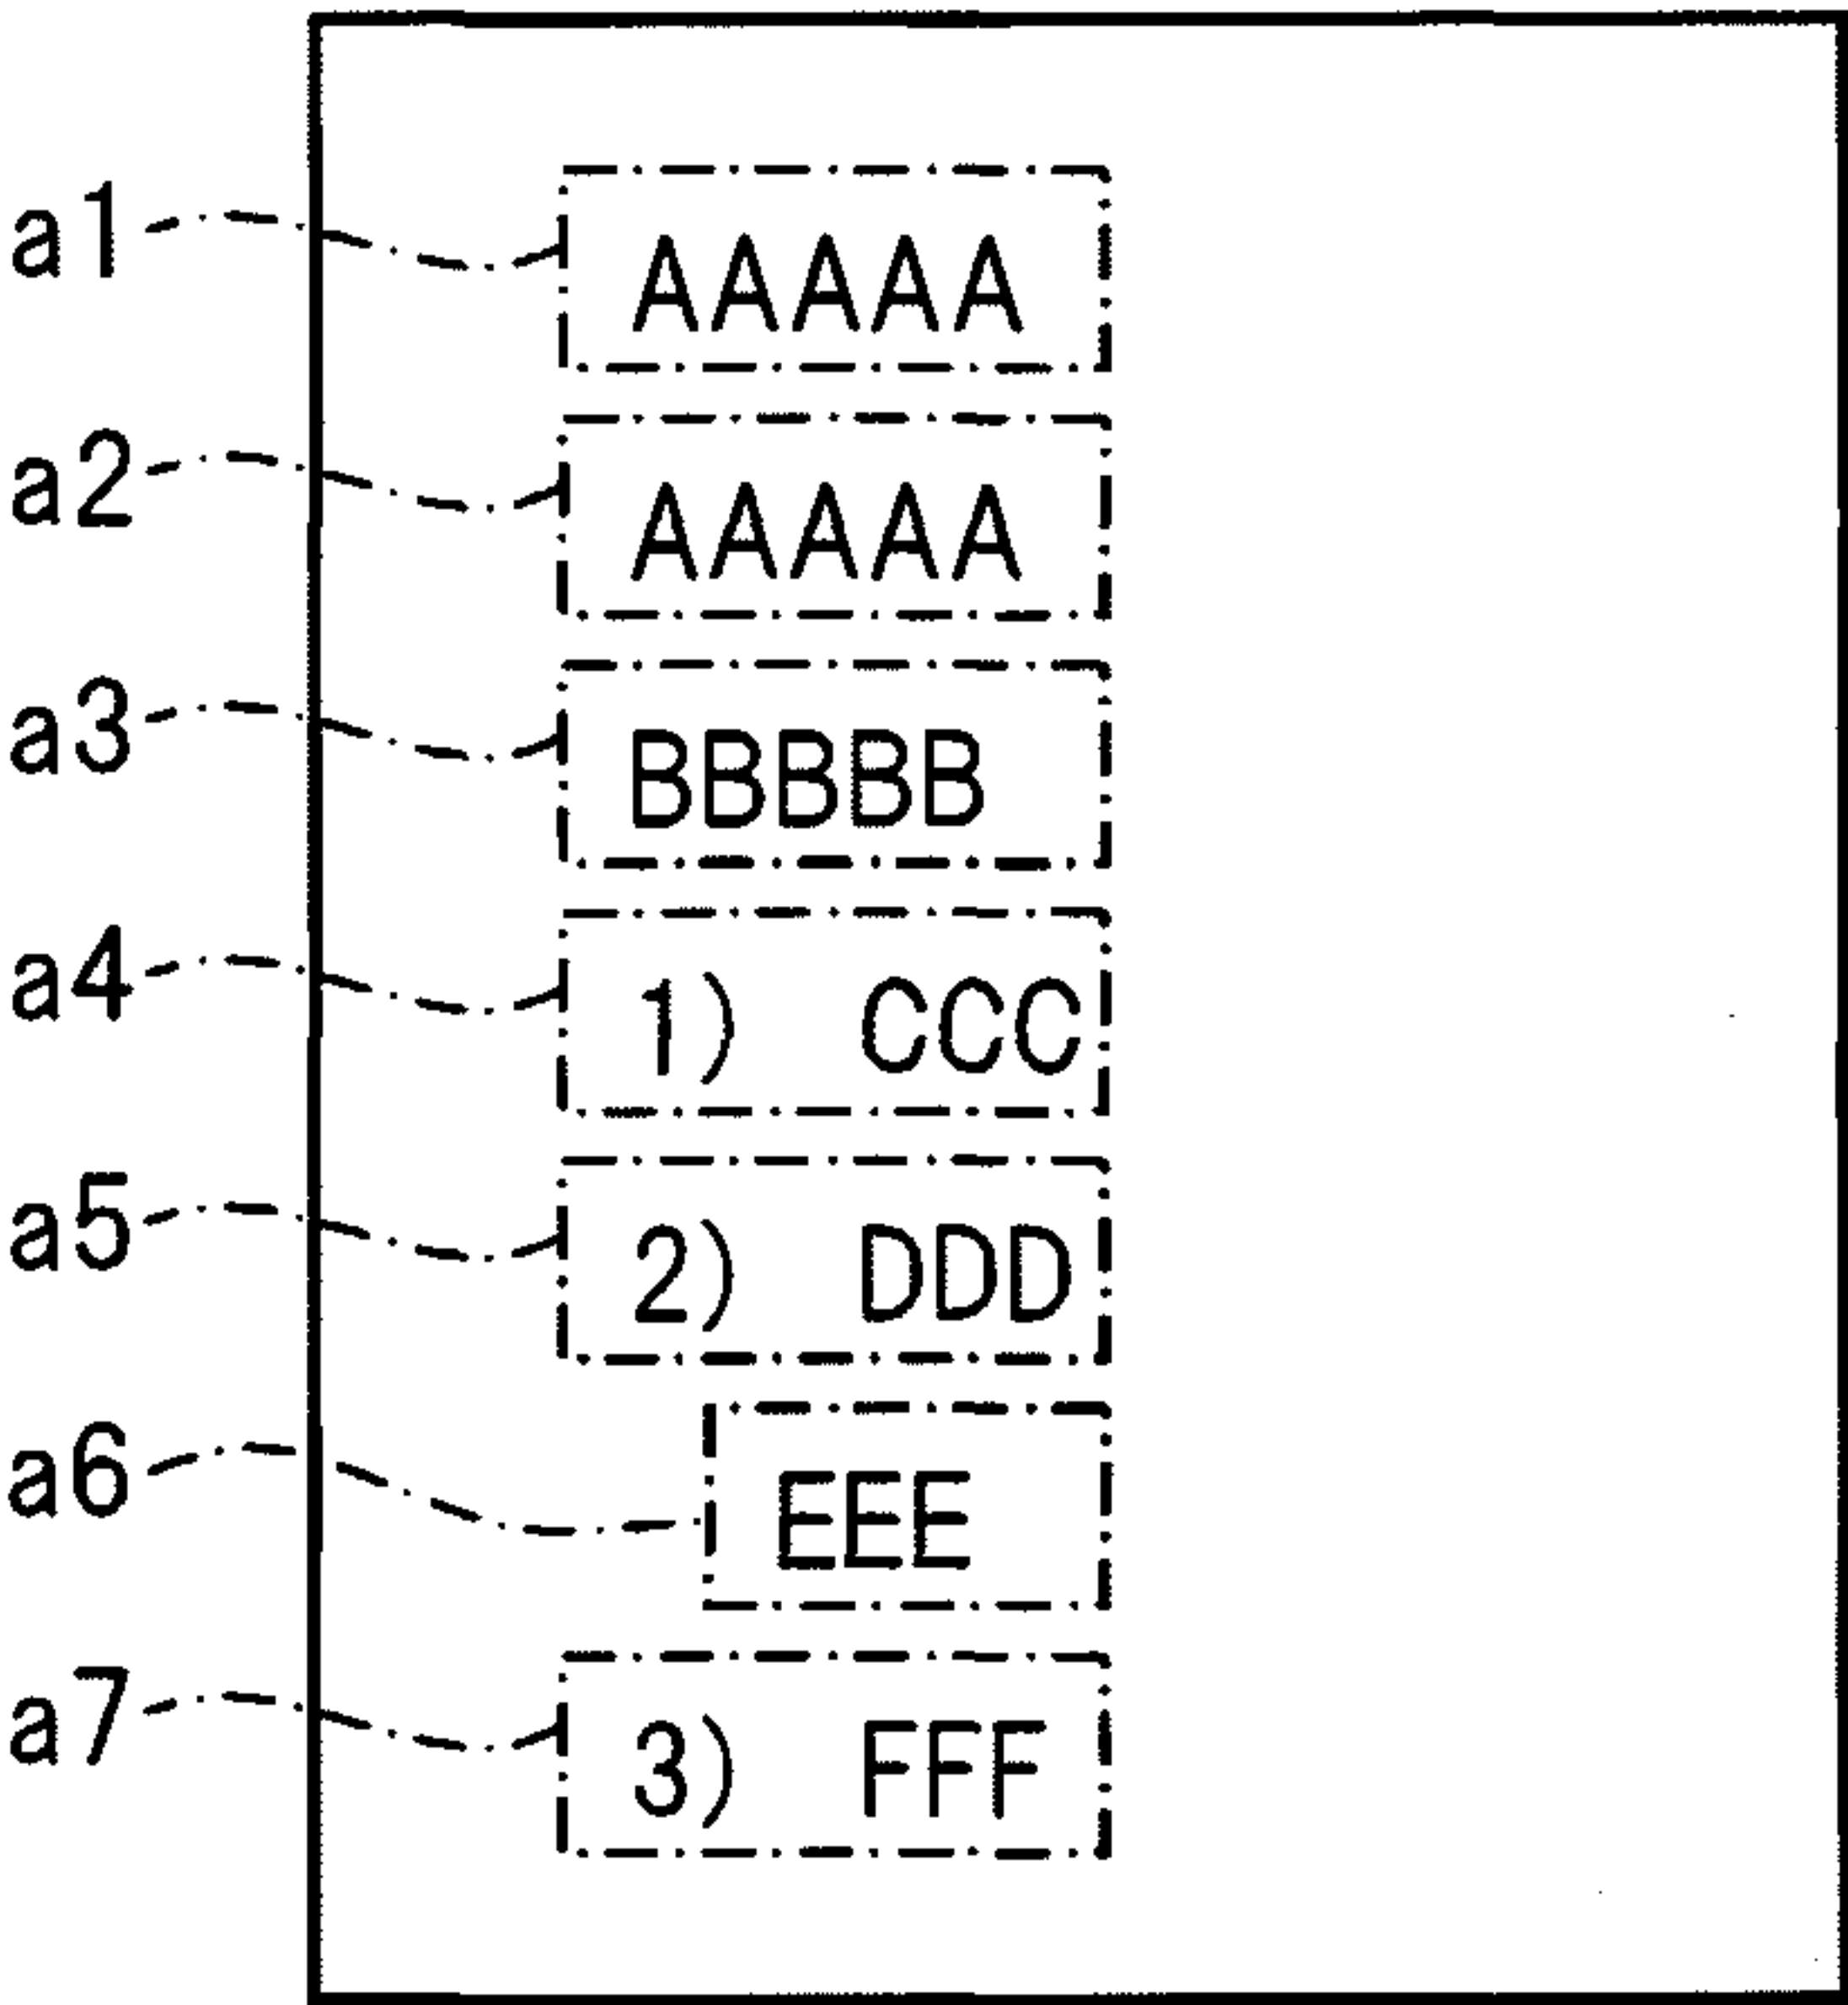 a1 AAAAA
a2 AAAAA
a3 BBBBB
a4 1) CCC
a5 2) DDD
a6 EEE
a7 3) FFF